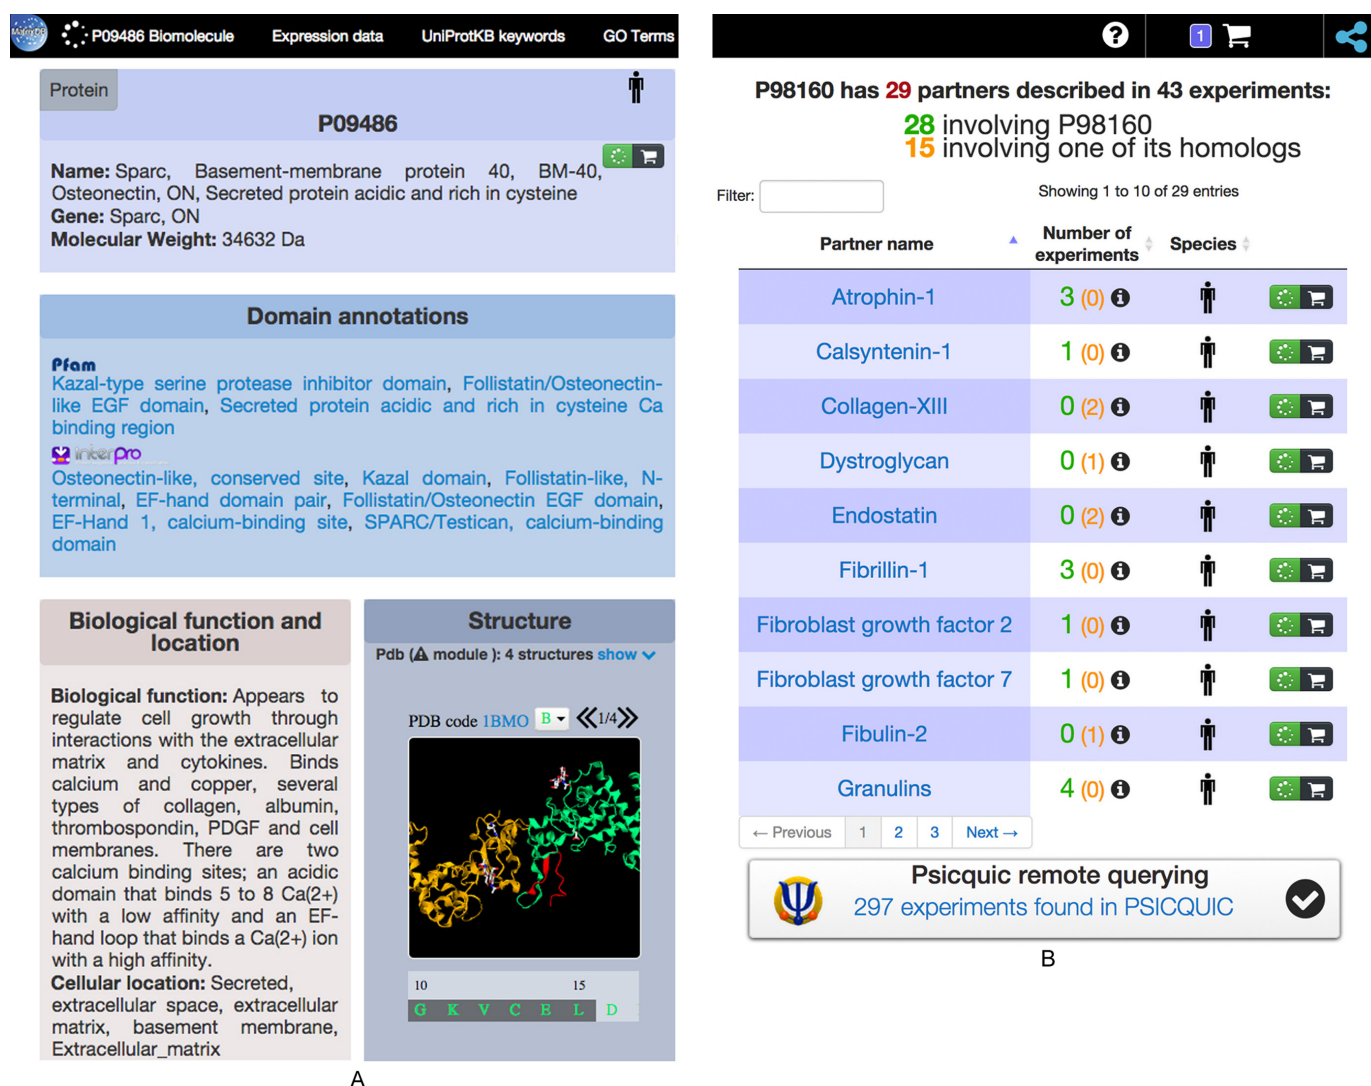 MatrixDB
P09486 Biomolecule Expression data UniProtKB keywords GO Terms
Protein
P09486
Name: Sparc, Basement-membrane protein 40, BM-40,
Osteonectin, ON, Secreted protein acidic and rich in cysteine
Gene: Sparc, ON
Molecular Weight: 34632 Da
Domain annotations
Pfam
Kazal-type serine protease inhibitor domain, Follistatin/Osteonectin-
like EGF domain, Secreted protein acidic and rich in cysteine Ca
binding region
interpro
Osteonectin-like, conserved site, Kazal domain, Follistatin-like, N-
terminal, EF-hand domain pair, Follistatin/Osteonectin EGF domain,
EF-Hand 1, calcium-binding site, SPARC/Testican, calcium-binding
domain
Biological function and
location
Biological function: Appears to
regulate cell growth through
interactions with the extracellular
matrix and cytokines. Binds
calcium and copper, several
types of collagen, albumin,
thrombospondin, PDGF and cell
membranes. There are two
calcium binding sites; an acidic
domain that binds 5 to 8 Ca(2+)
with a low affinity and an EF-
hand loop that binds a Ca(2+) ion
with a high affinity.
Cellular location: Secreted,
extracellular space, extracellular
matrix, basement membrane,
Extracellular_matrix
Structure
Pdb ( module ): 4 structures show
PDB code 1BMO B 1/4
10 15
G K V C E L D
A
? 1
P98160 has 29 partners described in 43 experiments:
28 involving P98160
15 involving one of its homologs
Filter: Showing 1 to 10 of 29 entries
Partner name Number of experiments Species
Atrophin-1 3 (0)
Calsyntenin-1 1 (0)
Collagen-XIII 0 (2)
Dystroglycan 0 (1)
Endostatin 0 (2)
Fibrillin-1 3 (0)
Fibroblast growth factor 2 1 (0)
Fibroblast growth factor 7 1 (0)
Fibulin-2 0 (1)
Granulins 4 (0)
← Previous 1 2 3 Next →
Psicquic remote querying
297 experiments found in PSICQUIC
B